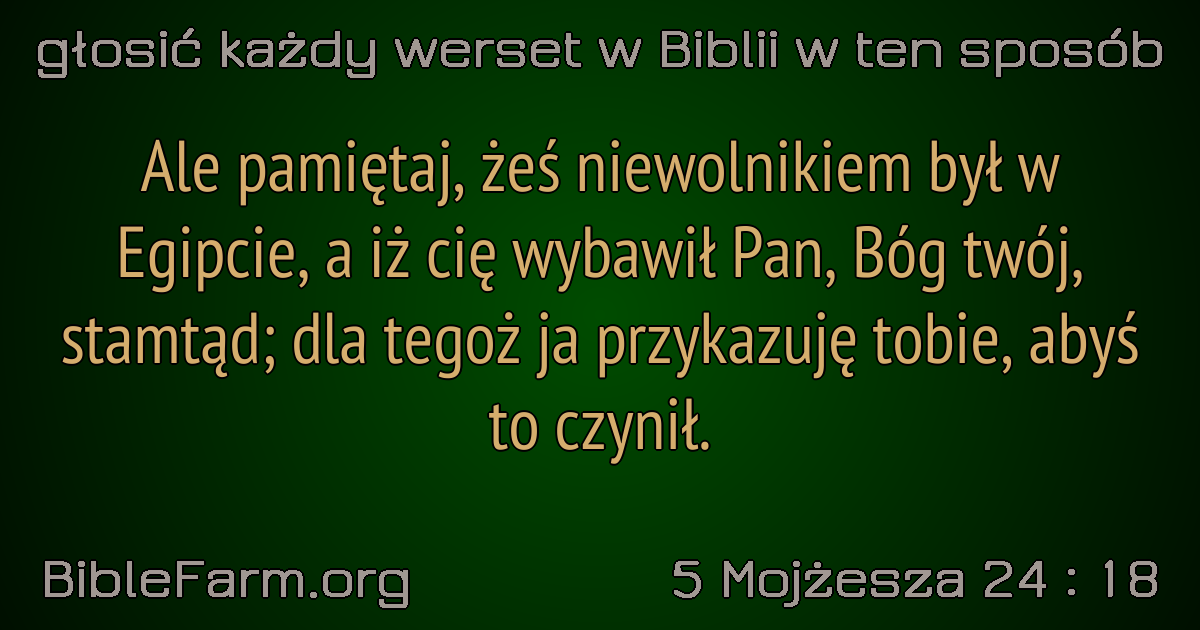 głosić każdy werset w Biblii w ten sposób
Ale pamiętaj, żeś niewolnikiem był w
Egipcie, a iż cię wybawił Pan, Bóg twój,
stamtąd; dla tegoż ja przykazuję tobie, abyś
to czynił.
BibleFarm.org
5 Mojżesza 24 : 18